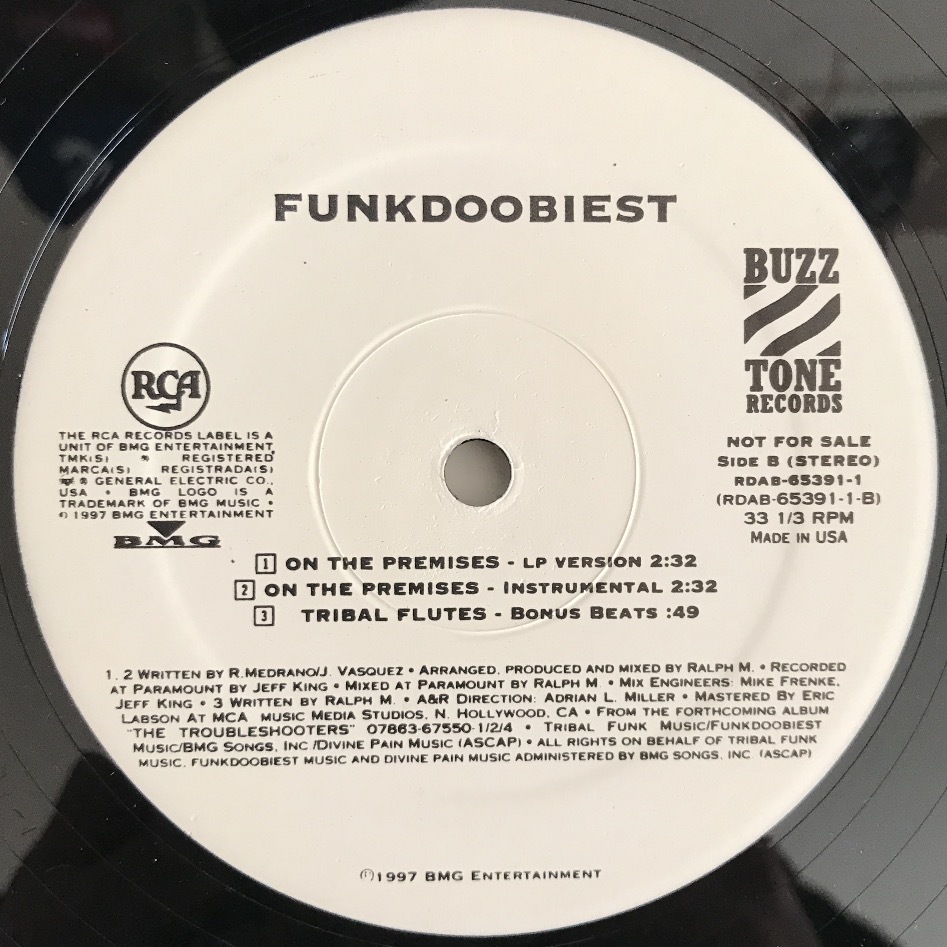 FUNKDOOBIEST
BUZZ
TONE
RECORDS
RCA
THE RCA RECORDS LABEL IS A
UNIT OF BMG ENTERTAINMENT,
TMK(S) ® REGISTERED
MARCA(S) REGISTRADA(S)
® GENERAL ELECTRIC CO.,
USA • BMG LOGO IS A
TRADEMARK OF BMG MUSIC •
© 1997 BMG ENTERTAINMENT
BMG
NOT FOR SALE
SIDE B (STEREO)
RDAB-65391-1
(RDAB-65391-1-B)
33 1/3 RPM
MADE IN USA
1 ON THE PREMISES - LP VERSION 2:32
2 ON THE PREMISES - INSTRUMENTAL 2:32
3 TRIBAL FLUTES - BONUS BEATS :49
1, 2 WRITTEN BY R.MEDRANO/J. VASQUEZ • ARRANGED, PRODUCED AND MIXED BY RALPH M. • RECORDED
AT PARAMOUNT BY JEFF KING • MIXED AT PARAMOUNT BY RALPH M • MIX ENGINEERS: MIKE FRENKE,
JEFF KING • 3 WRITTEN BY RALPH M. • A&R DIRECTION: ADRIAN L. MILLER • MASTERED BY ERIC
LABSON AT MCA MUSIC MEDIA STUDIOS, N. HOLLYWOOD, CA • FROM THE FORTHCOMING ALBUM
"THE TROUBLESHOOTERS" 07863-67550-1/2/4 • TRIBAL FUNK MUSIC/FUNKDOOBIEST
MUSIC/BMG SONGS, INC /DIVINE PAIN MUSIC (ASCAP) • ALL RIGHTS ON BEHALF OF TRIBAL FUNK
MUSIC, FUNKDOOBIEST MUSIC AND DIVINE PAIN MUSIC ADMINISTERED BY BMG SONGS, INC. (ASCAP)
℗1997 BMG ENTERTAINMENT